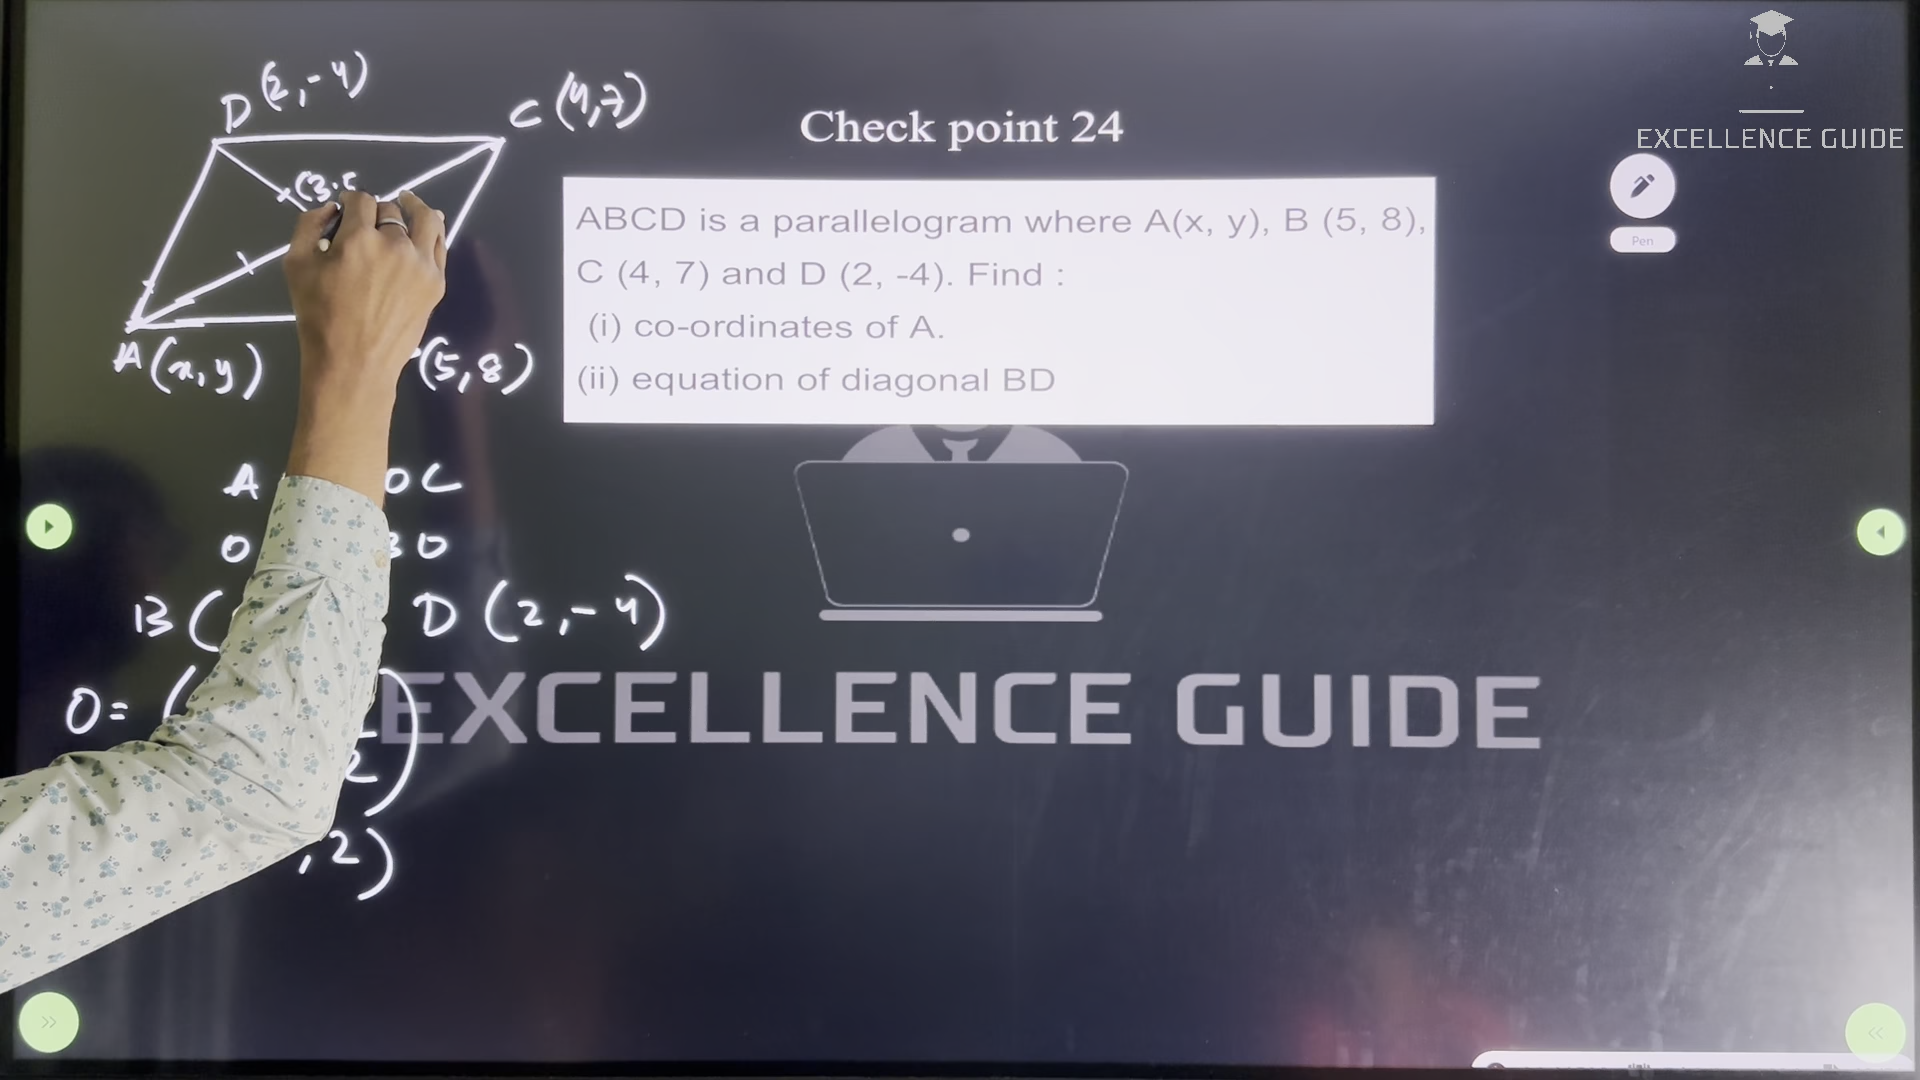 EXCELLENCE GUIDE
Check point 24
Pen
ABCD is a parallelogram where A(x, y), B (5, 8),
C (4, 7) and D (2, -4). Find :
(i) co-ordinates of A.
(ii) equation of diagonal BD
D (2, -4)
C (4, 7)
(3.5
A (x, y)
(5, 8)
A OC
O BO
B ( D (2, -4)
O = ( 2 )
, 2)
EXCELLENCE GUIDE